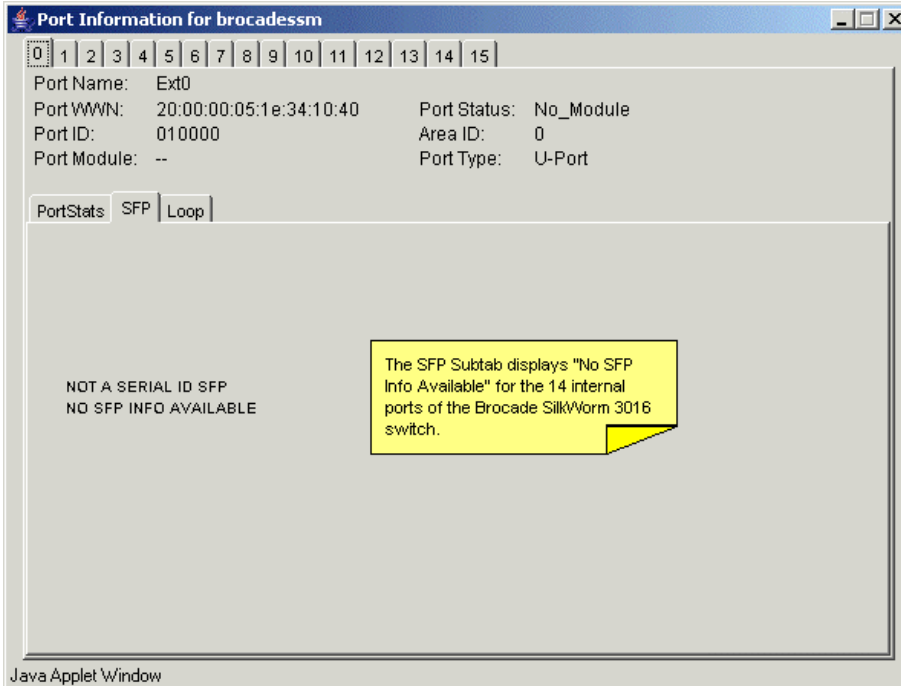 Port Information for brocadessm
0 1 2 3 4 5 6 7 8 9 10 11 12 13 14 15
Port Name: Ext0
Port WWN: 20:00:00:05:1e:34:10:40 Port Status: No_Module
Port ID: 010000 Area ID: 0
Port Module: -- Port Type: U-Port
PortStats SFP Loop
The SFP Subtab displays "No SFP
Info Available" for the 14 internal
ports of the Brocade SilkWorm 3016
switch.
NOT A SERIAL ID SFP
NO SFP INFO AVAILABLE
Java Applet Window